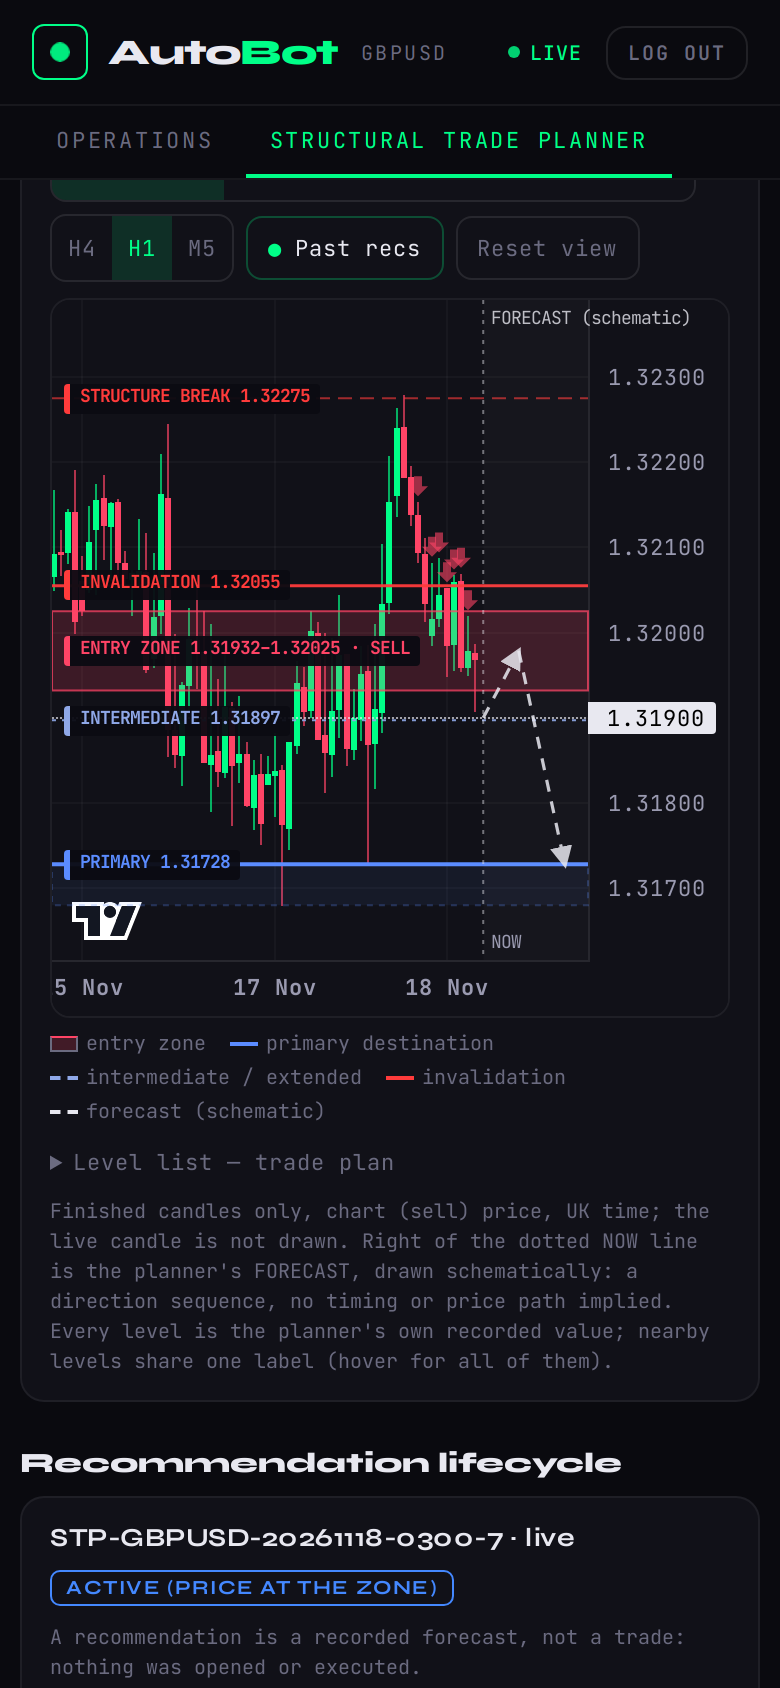 AutoBot GBPUSD LIVE LOG OUT
OPERATIONS STRUCTURAL TRADE PLANNER
H4 H1 M5 Past recs Reset view
FORECAST (schematic)
1.32300
STRUCTURE BREAK 1.32275
1.32200
1.32100
INVALIDATION 1.32055
1.32000
ENTRY ZONE 1.31932–1.32025 · SELL
INTERMEDIATE 1.31897
1.31900
1.31800
PRIMARY 1.31728
1.31700
NOW
5 Nov 17 Nov 18 Nov
entry zone primary destination
intermediate / extended invalidation
forecast (schematic)
Level list — trade plan
Finished candles only, chart (sell) price, UK time; the
live candle is not drawn. Right of the dotted NOW line
is the planner's FORECAST, drawn schematically: a
direction sequence, no timing or price path implied.
Every level is the planner's own recorded value; nearby
levels share one label (hover for all of them).
Recommendation lifecycle
STP-GBPUSD-20261118-0300-7 · live
ACTIVE (PRICE AT THE ZONE)
A recommendation is a recorded forecast, not a trade:
nothing was opened or executed.